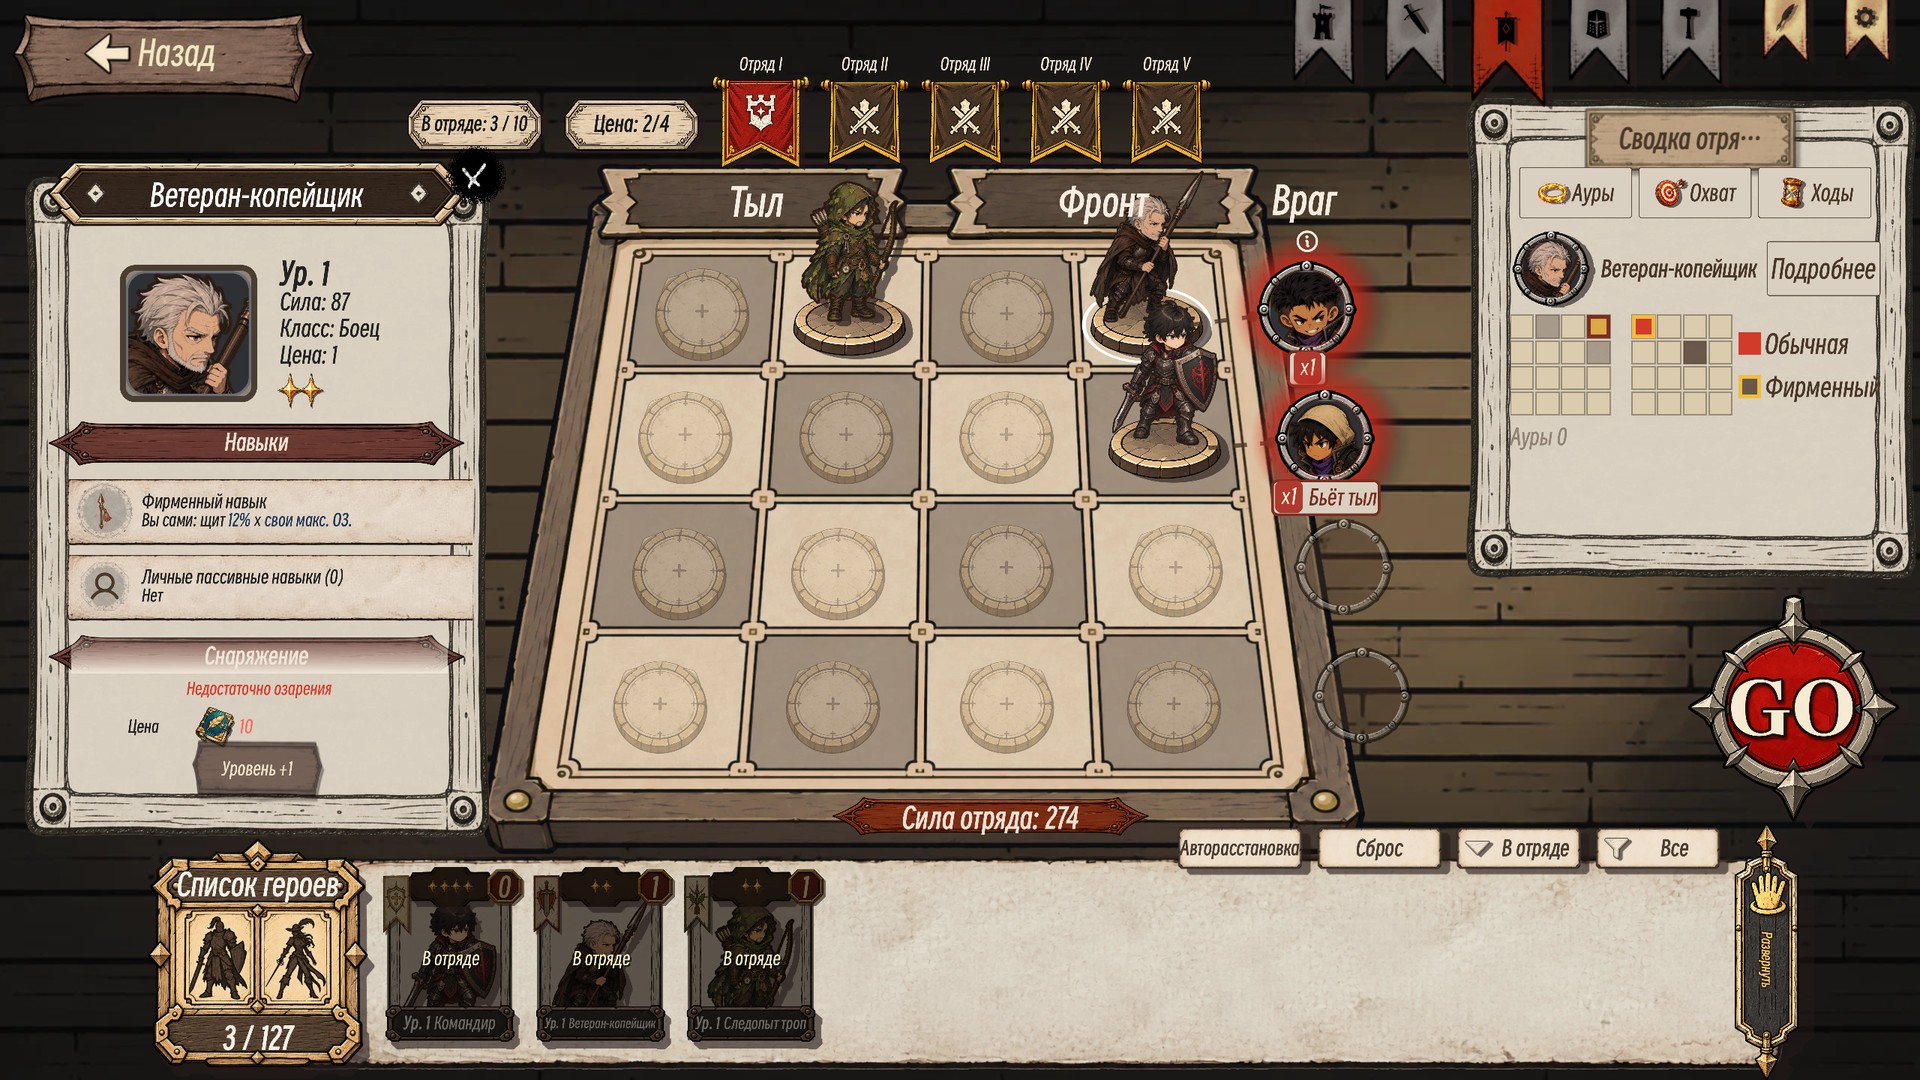 Назад
Отряд I
Отряд II
Отряд III
Отряд IV
Отряд V
В отряде: 3 / 10
Цена: 2/4
Ветеран-копейщик
Ур. 1
Сила: 87
Класс: Боец
Цена: 1
Навыки
Фирменный навык
Вы сами: щит 12% x свои макс. ОЗ.
Личные пассивные навыки (0)
Нет
Снаряжение
Недостаточно озарения
Цена 10
Уровень +1
Тыл
Фронт
Враг
x1
x1 Бьёт тыл
Сила отряда: 274
Сводка отря···
Ауры
Охват
Ходы
Ветеран-копейщик
Подробнее
Обычная
Фирменный
Ауры 0
GO
Авторасстановка
Сброс
В отряде
Все
Список героев
3 / 127
0
В отряде
Ур. 1 Командир
1
В отряде
Ур. 1 Ветеран-копейщик
1
В отряде
Ур. 1 Следопыт троп
Развернуть